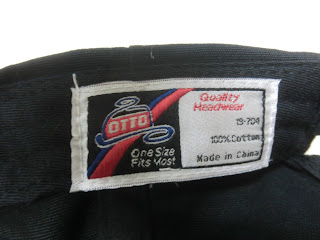 OTTO
One Size
Fits Most
Quality
Headwear
19-704
100% Cotton
Made in China